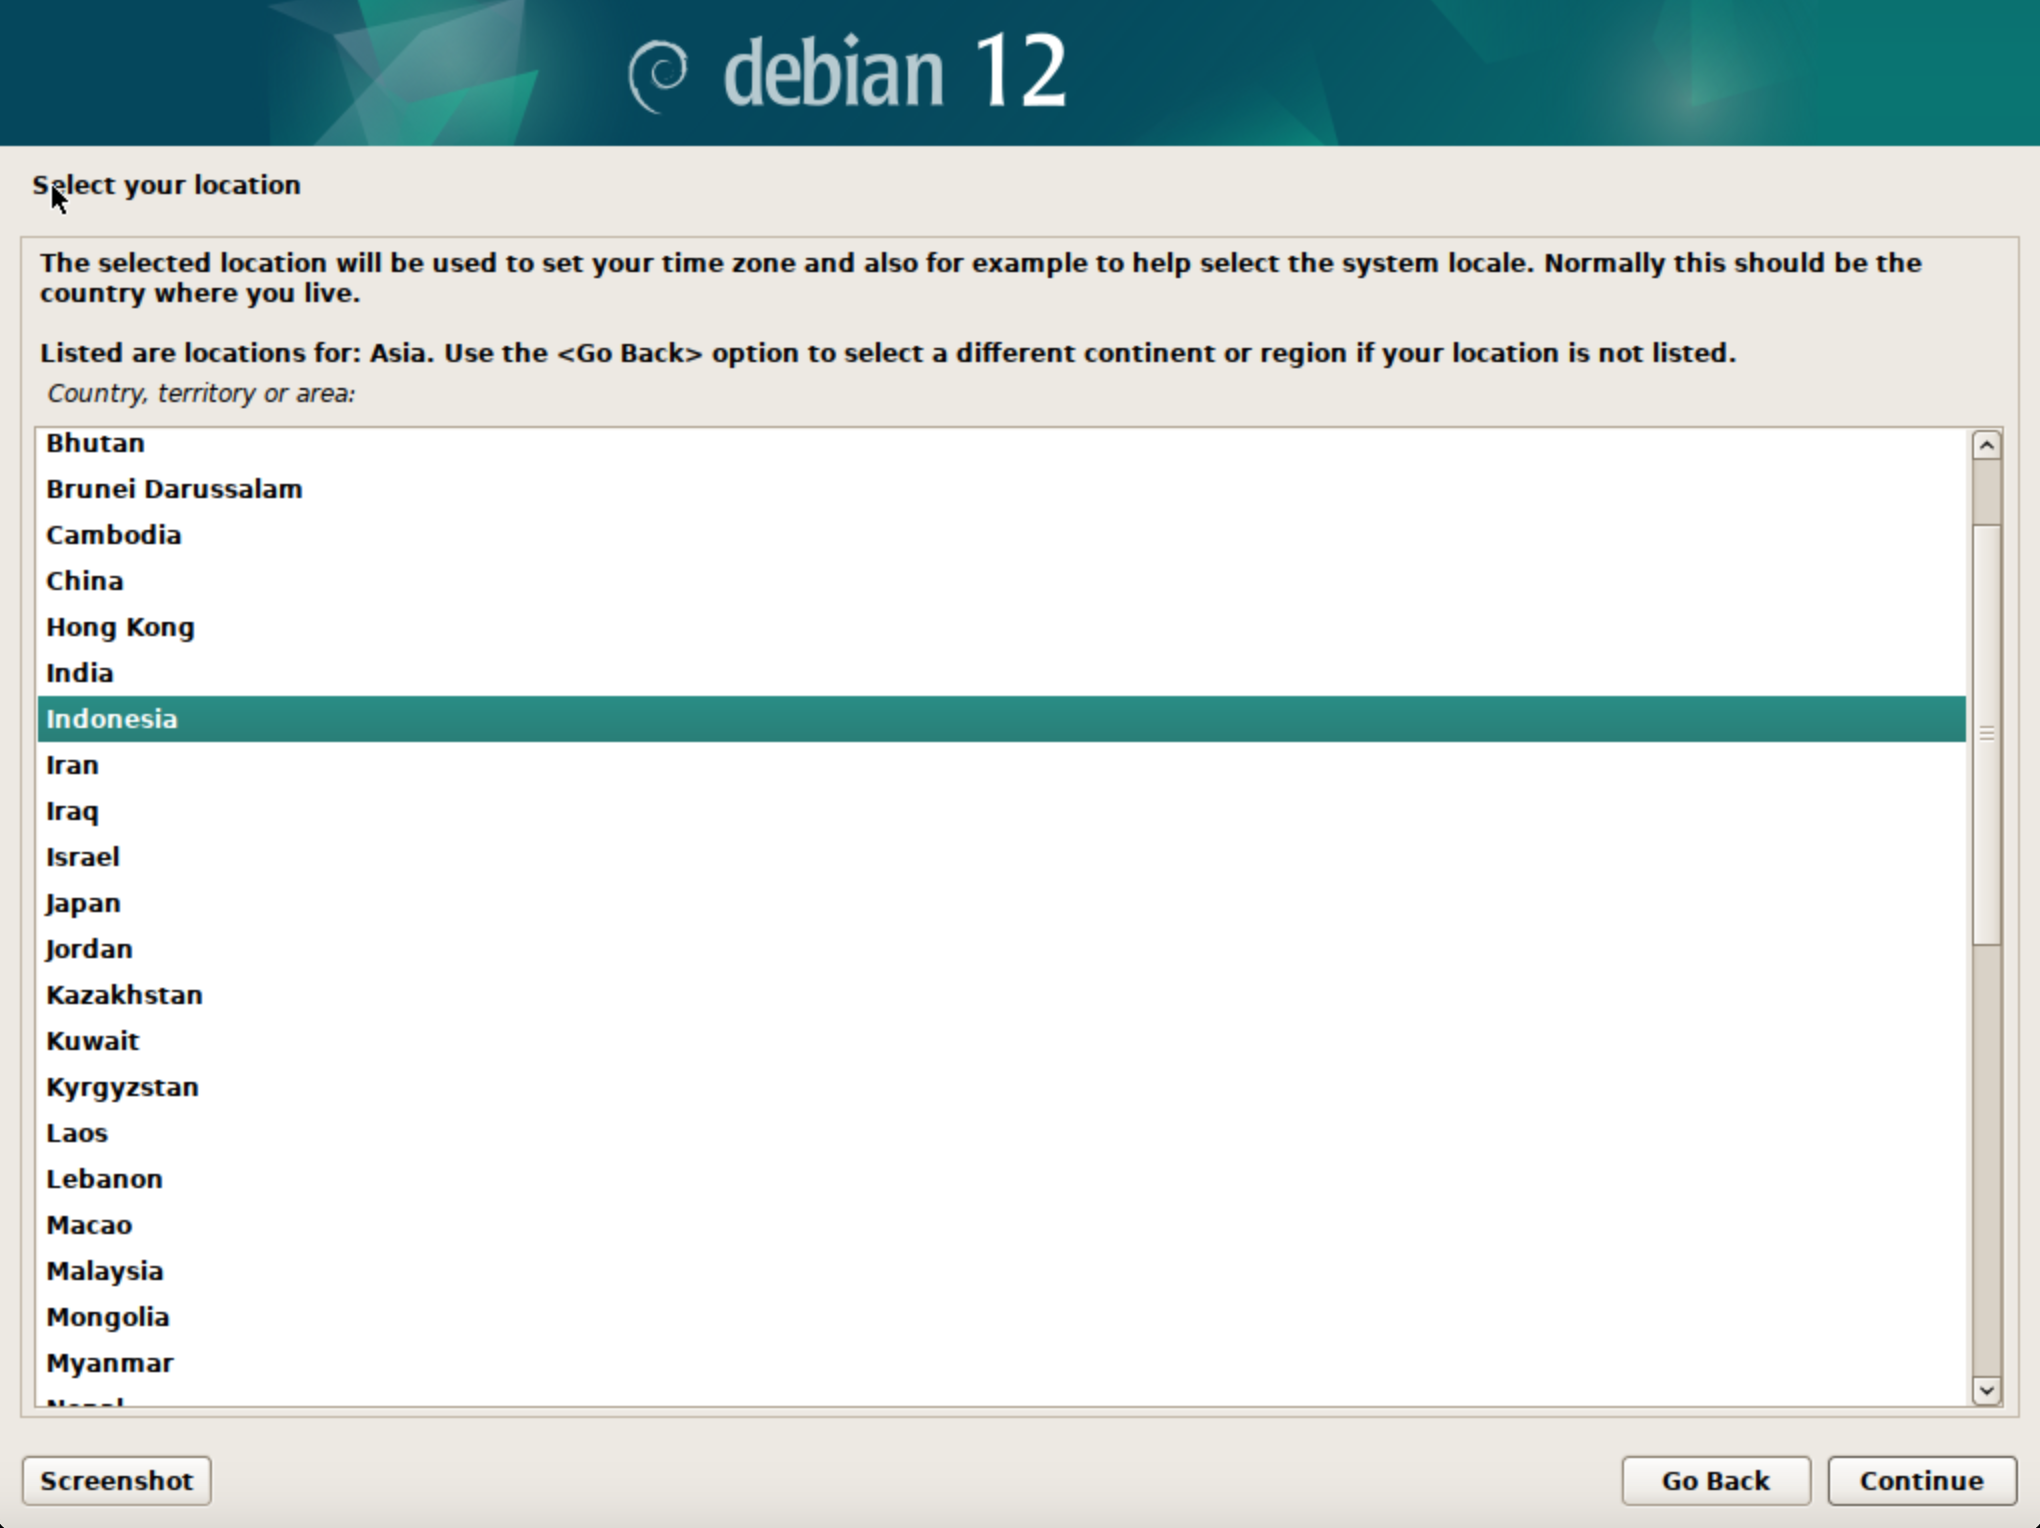 debian 12
Select your location
The selected location will be used to set your time zone and also for example to help select the system locale. Normally this should be the
country where you live.
Listed are locations for: Asia. Use the <Go Back> option to select a different continent or region if your location is not listed.
Country, territory or area:
Bhutan
Brunei Darussalam
Cambodia
China
Hong Kong
India
Indonesia
Iran
Iraq
Israel
Japan
Jordan
Kazakhstan
Kuwait
Kyrgyzstan
Laos
Lebanon
Macao
Malaysia
Mongolia
Myanmar
Screenshot
Go Back
Continue